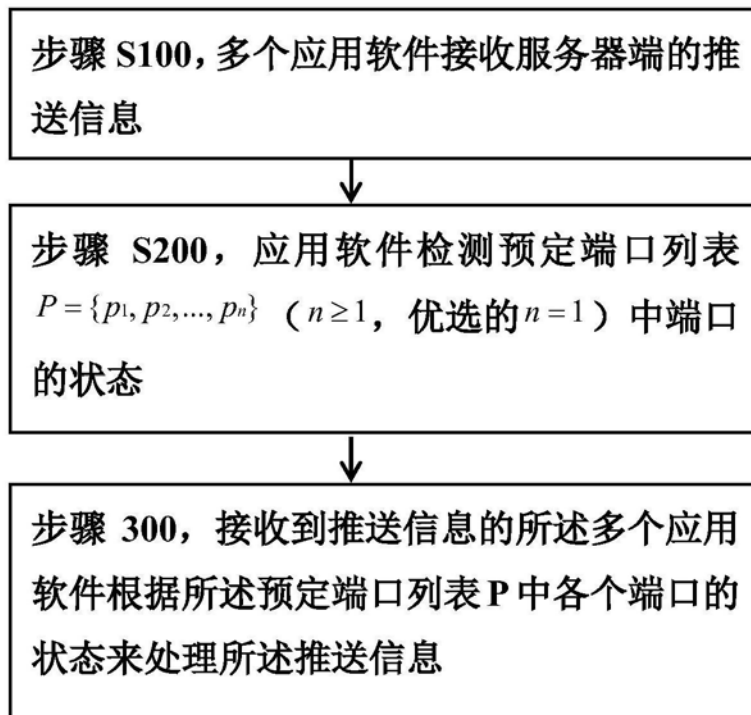 步骤 S100，多个应用软件接收服务器端的推
送信息
步骤 S200，应用软件检测预定端口列表
P = {p₁, p₂,..., pₙ}（n ≥ 1，优选的 n = 1）中端口
的状态
步骤 300，接收到推送信息的所述多个应用
软件根据所述预定端口列表 P 中各个端口的
状态来处理所述推送信息